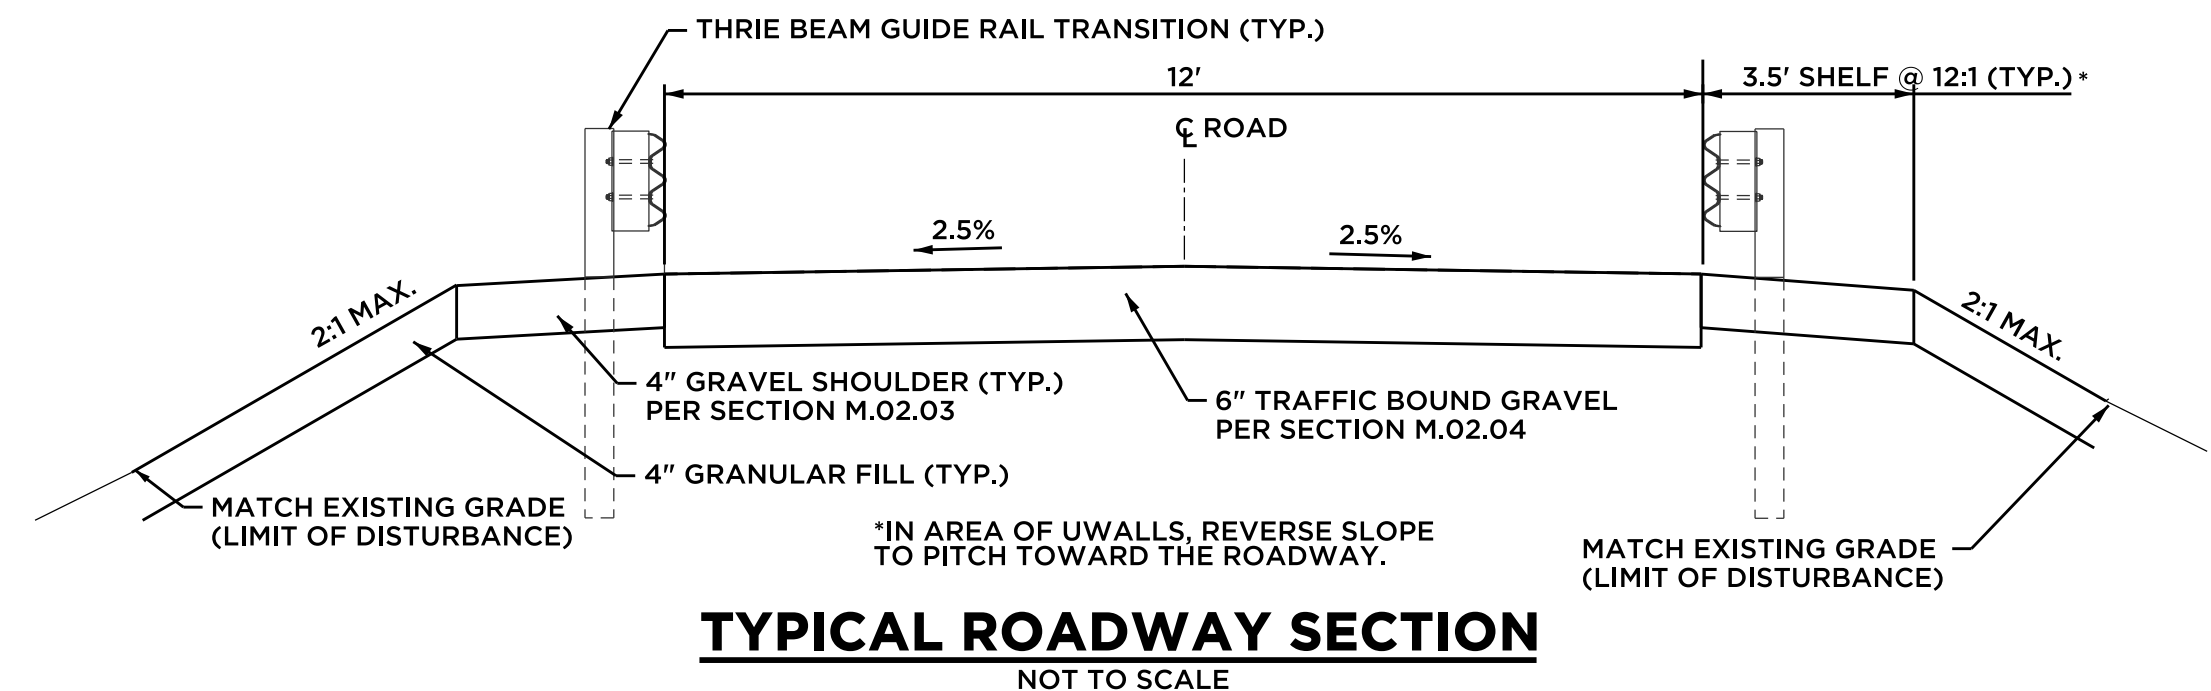 THRIE BEAM GUIDE RAIL TRANSITION (TYP.)
12'
3.5' SHELF @ 12:1 (TYP.) *
℄ ROAD
2.5%
2.5%
2:1 MAX.
2:1 MAX.
4" GRAVEL SHOULDER (TYP.)
PER SECTION M.02.03
6" TRAFFIC BOUND GRAVEL
PER SECTION M.02.04
4" GRANULAR FILL (TYP.)
MATCH EXISTING GRADE
(LIMIT OF DISTURBANCE)
*IN AREA OF UWALLS, REVERSE SLOPE
TO PITCH TOWARD THE ROADWAY.
MATCH EXISTING GRADE
(LIMIT OF DISTURBANCE)
TYPICAL ROADWAY SECTION
NOT TO SCALE